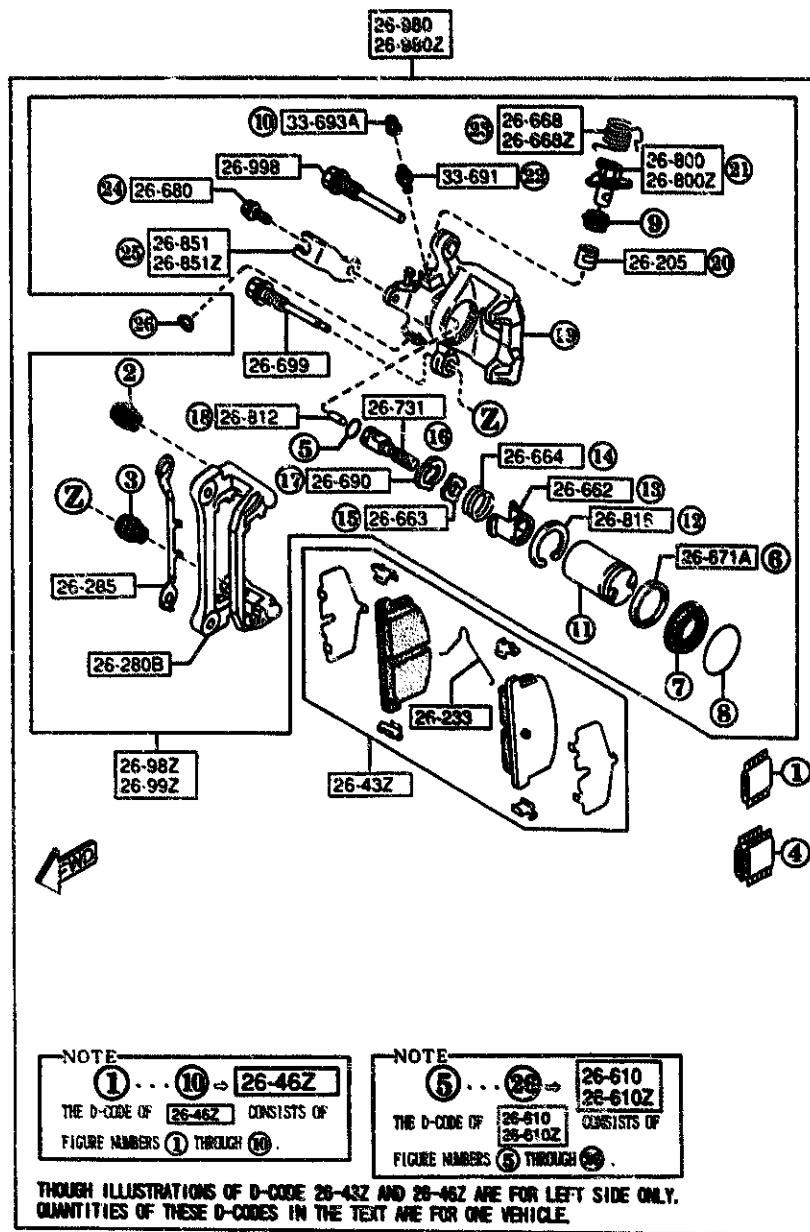 26-980
26-980Z
10 33-693A
23 26-668
26-668Z
26-998
33-691 22
26-800
26-800Z 21
24 26-680
9
25 26-851
26-851Z
26-205 20
26
19
26-699
2
18 26-812
26-731
Z
5
16
26-664 14
Z
3
17 26-690
26-662 13
15 26-663
26-816 12
26-671A 6
26-285
11
26-280B
7
26-233
8
26-98Z
26-99Z
26-43Z
1
FWD
4
NOTE
1 ... 10 ⇒ 26-46Z
THE D-CODE OF 26-46Z CONSISTS OF
FIGURE NUMBERS 1 THROUGH 10 .
NOTE
5 ... 26 ⇒ 26-610
26-610Z
THE D-CODE OF 26-610
26-610Z CONSISTS OF
FIGURE NUMBERS 5 THROUGH 26 .
THOUGH ILLUSTRATIONS OF D-CODE 26-43Z AND 26-46Z ARE FOR LEFT SIDE ONLY.
QUANTITIES OF THESE D-CODES IN THE TEXT ARE FOR ONE VEHICLE.